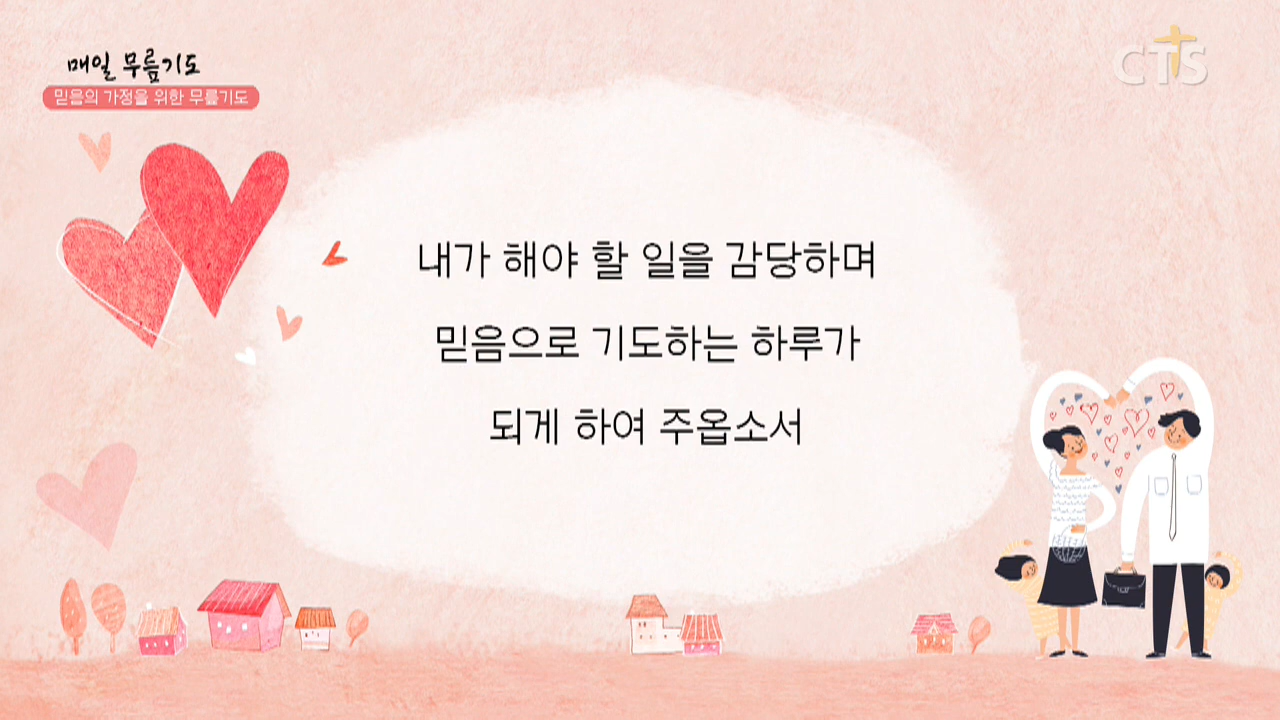 매일 무릎기도
믿음의 가정을 위한 무릎기도
CTS
내가 해야 할 일을 감당하며
믿음으로 기도하는 하루가
되게 하여 주옵소서